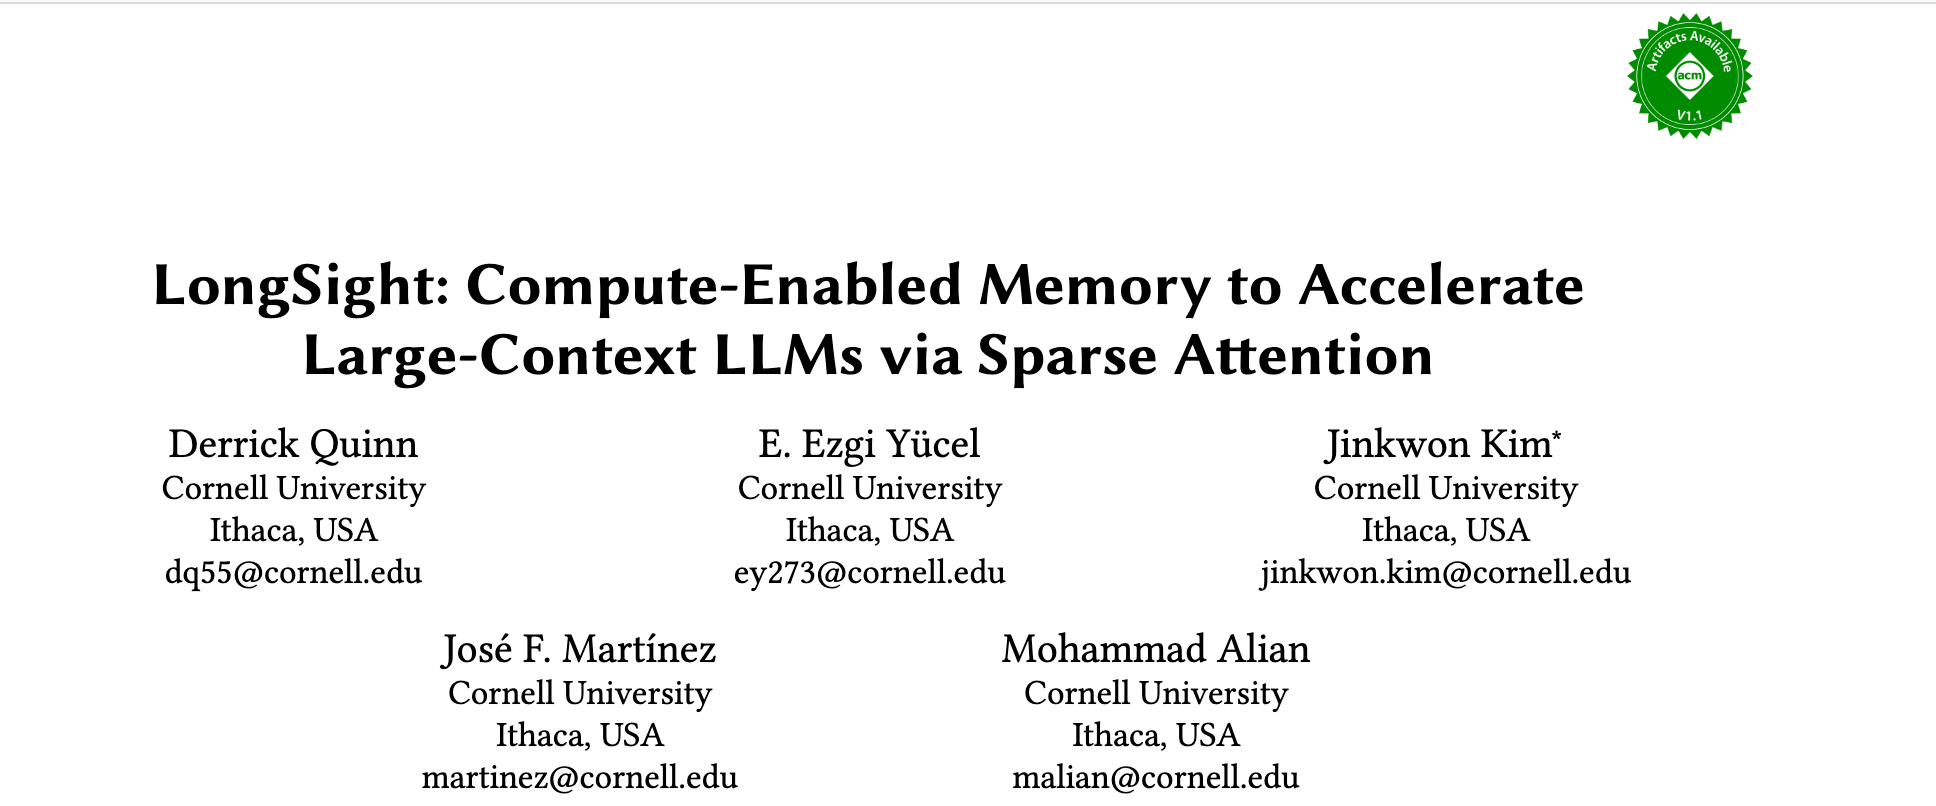 Artifacts Available
acm
V1.1
LongSight: Compute-Enabled Memory to Accelerate
Large-Context LLMs via Sparse Attention
Derrick Quinn
Cornell University
Ithaca, USA
dq55@cornell.edu
E. Ezgi Yücel
Cornell University
Ithaca, USA
ey273@cornell.edu
Jinkwon Kim*
Cornell University
Ithaca, USA
jinkwon.kim@cornell.edu
José F. Martínez
Cornell University
Ithaca, USA
martinez@cornell.edu
Mohammad Alian
Cornell University
Ithaca, USA
malian@cornell.edu